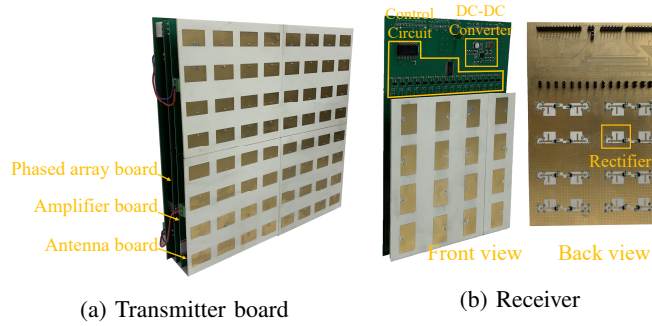 Control
Circuit
DC-DC
Converter
Phased array board
Amplifier board
Antenna board
Rectifier
Front view
Back view
(a) Transmitter board
(b) Receiver